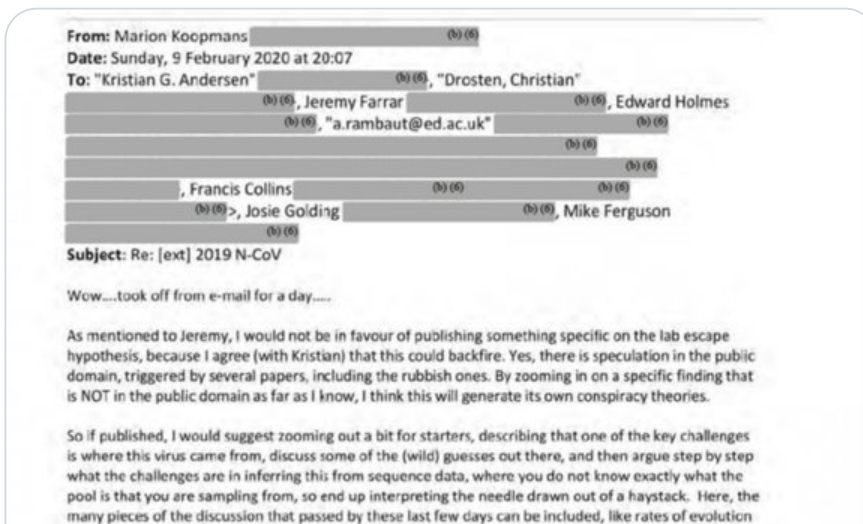 From: Marion Koopmans (b) (6)
Date: Sunday, 9 February 2020 at 20:07
To: "Kristian G. Andersen" (b) (6), "Drosten, Christian"
(b) (6), Jeremy Farrar (b) (6), Edward Holmes
(b) (6), "a.rambaut@ed.ac.uk" (b) (6)
(b) (6)
(b) (6)
, Francis Collins (b) (6) (b) (6)
(b) (6)>, Josie Golding (b) (6), Mike Ferguson
(b) (6)
Subject: Re: [ext] 2019 N-CoV
Wow....took off from e-mail for a day.....
As mentioned to Jeremy, I would not be in favour of publishing something specific on the lab escape
hypothesis, because I agree (with Kristian) that this could backfire. Yes, there is speculation in the public
domain, triggered by several papers, including the rubbish ones. By zooming in on a specific finding that
is NOT in the public domain as far as I know, I think this will generate its own conspiracy theories.
So if published, I would suggest zooming out a bit for starters, describing that one of the key challenges
is where this virus came from, discuss some of the (wild) guesses out there, and then argue step by step
what the challenges are in inferring this from sequence data, where you do not know exactly what the
pool is that you are sampling from, so end up interpreting the needle drawn out of a haystack. Here, the
many pieces of the discussion that passed by these last few days can be included, like rates of evolution